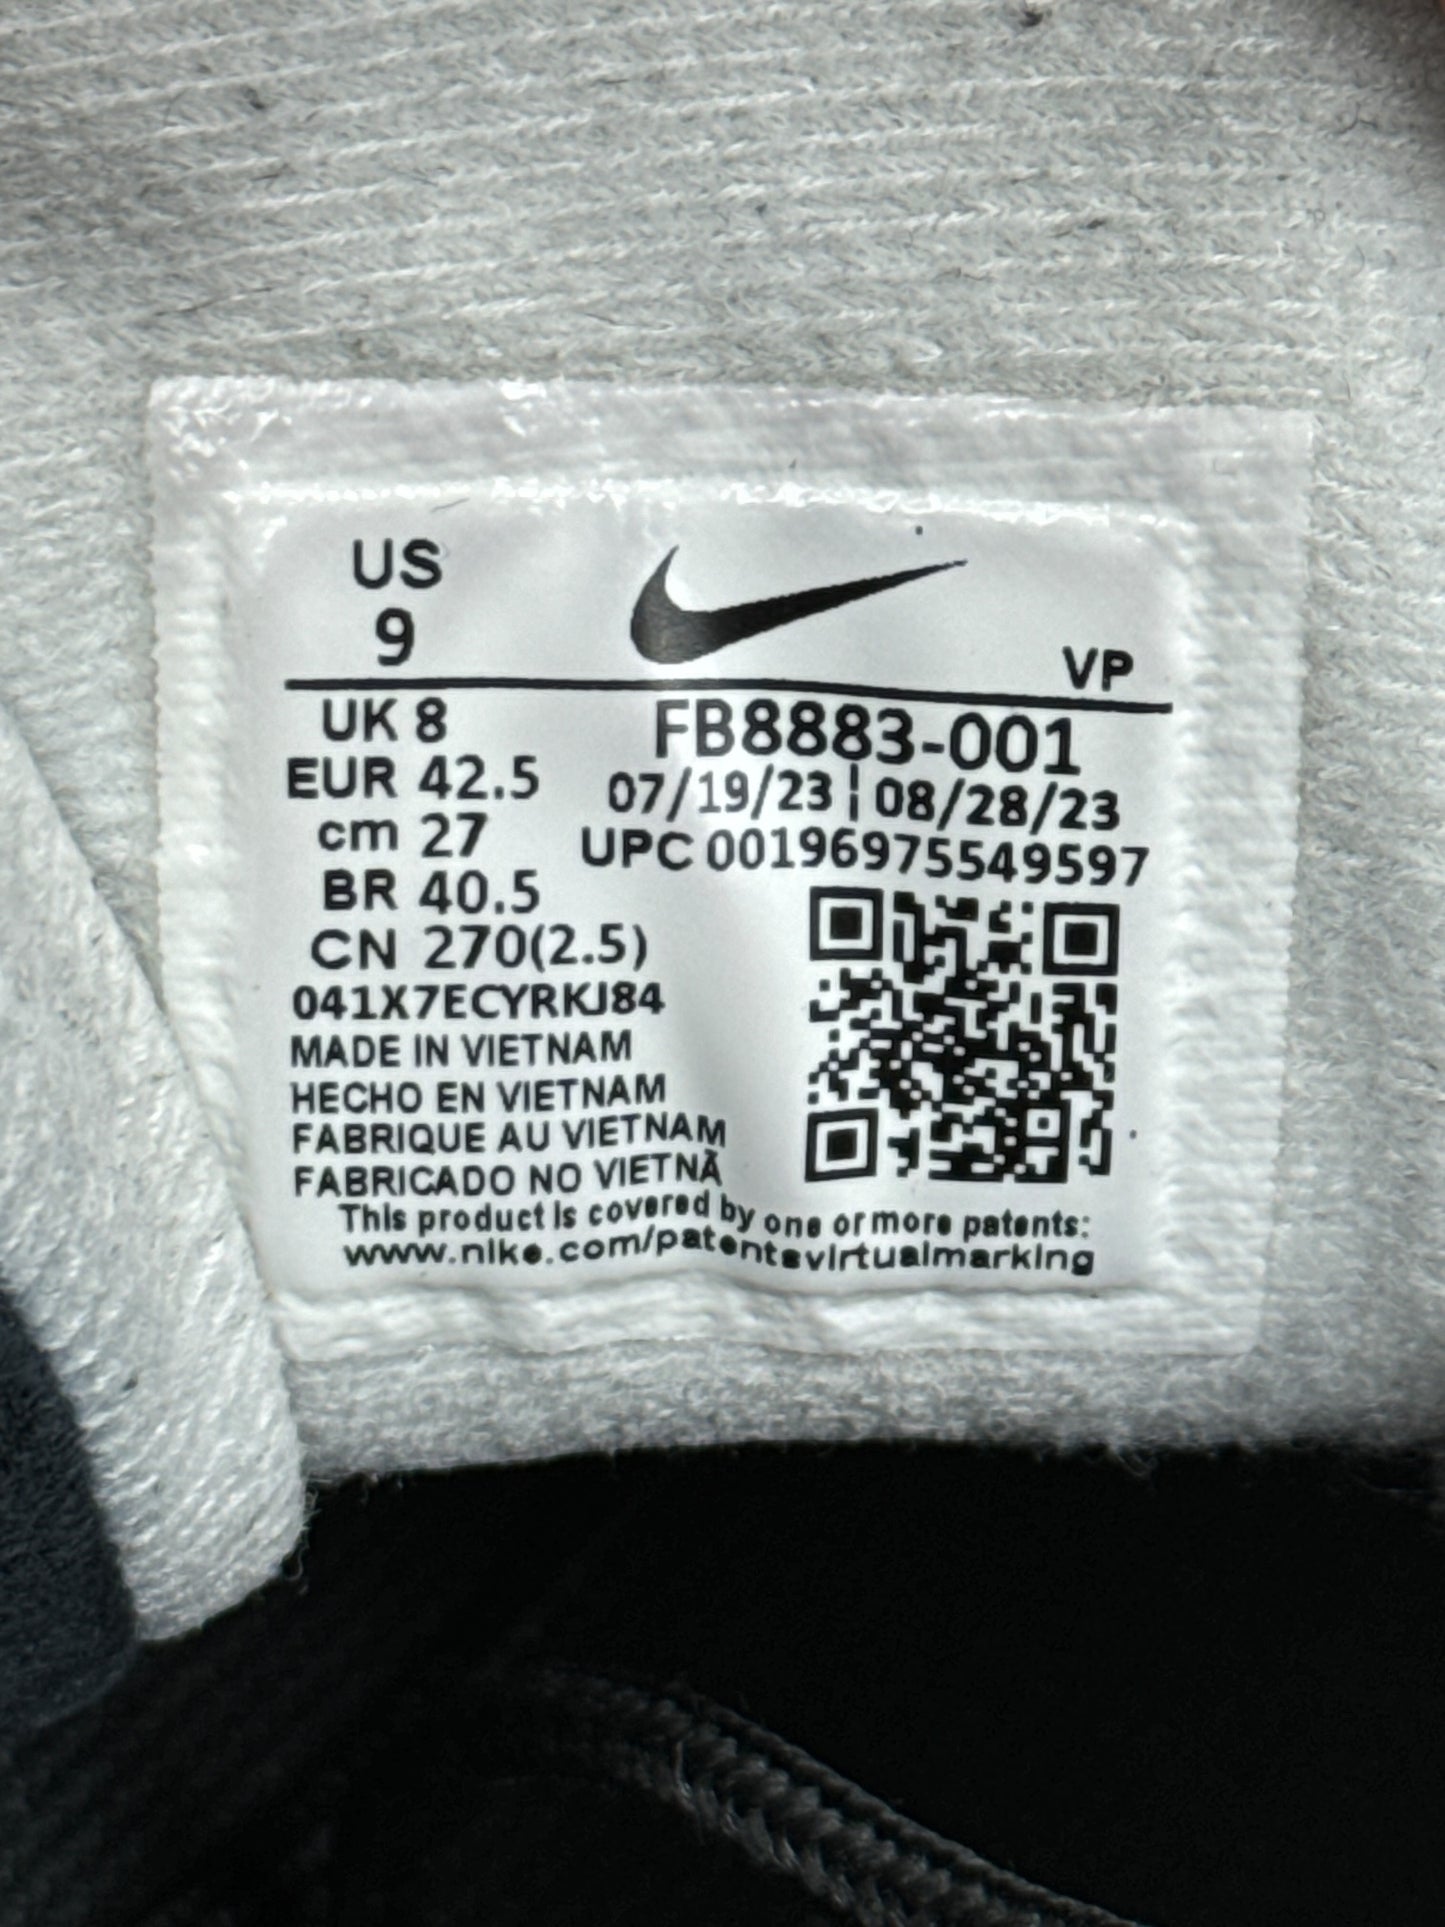 US
9
VP
UK 8
EUR 42.5
cm 27
BR 40.5
CN 270(2.5)
041X7ECYRKJ84
FB8883-001
07/19/23 | 08/28/23
UPC 00196975549597
MADE IN VIETNAM
HECHO EN VIETNAM
FABRIQUE AU VIETNAM
FABRICADO NO VIETNÃ
This product is covered by one or more patents:
www.nike.com/patentsvirtualmarking